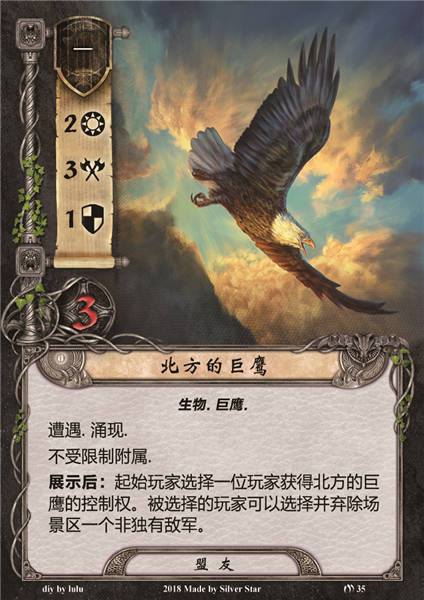 —
2
3
1
3
北方的巨鹰
生物. 巨鹰.
遭遇. 涌现.
不受限制附属.
展示后：起始玩家选择一位玩家获得北方的巨
鹰的控制权。被选择的玩家可以选择并弃除场
景区一个非独有敌军。
盟友
diy by lulu
2018 Made by Silver Star
35